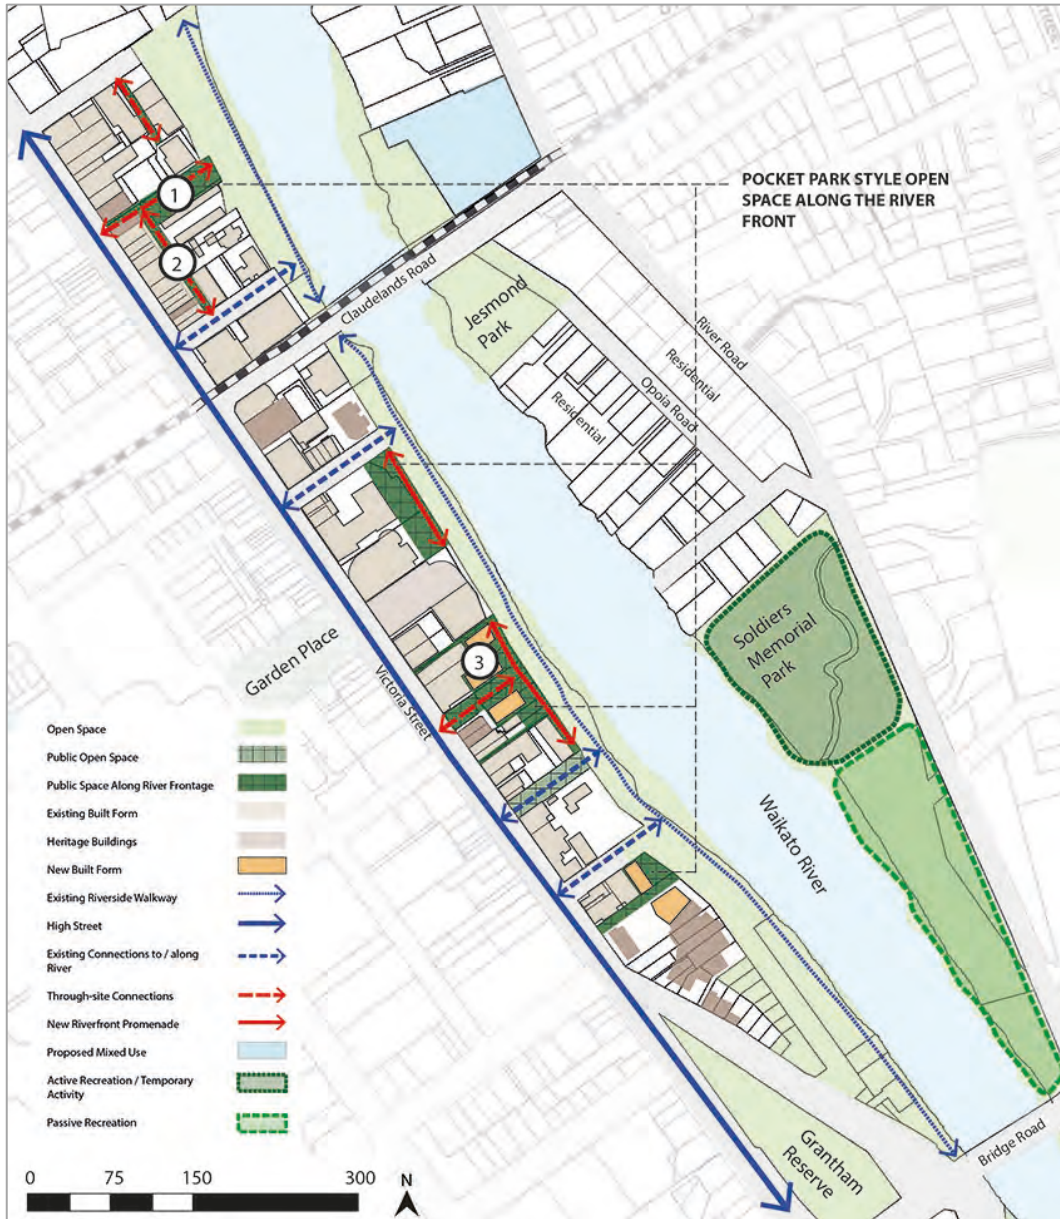 POCKET PARK STYLE OPEN
SPACE ALONG THE RIVER
FRONT
1
2
3
Claudelands Road
Jesmond
Park
River Road
Residential
Opoia Road
Residential
Soldiers
Memorial
Park
Garden Place
Victoria Street
Waikato River
Grantham
Reserve
Bridge Road
Open Space
Public Open Space
Public Space Along River Frontage
Existing Built Form
Heritage Buildings
New Built Form
Existing Riverside Walkway
High Street
Existing Connections to / along
River
Through-site Connections
New Riverfront Promenade
Proposed Mixed Use
Active Recreation / Temporary
Activity
Passive Recreation
0 75 150 300
N